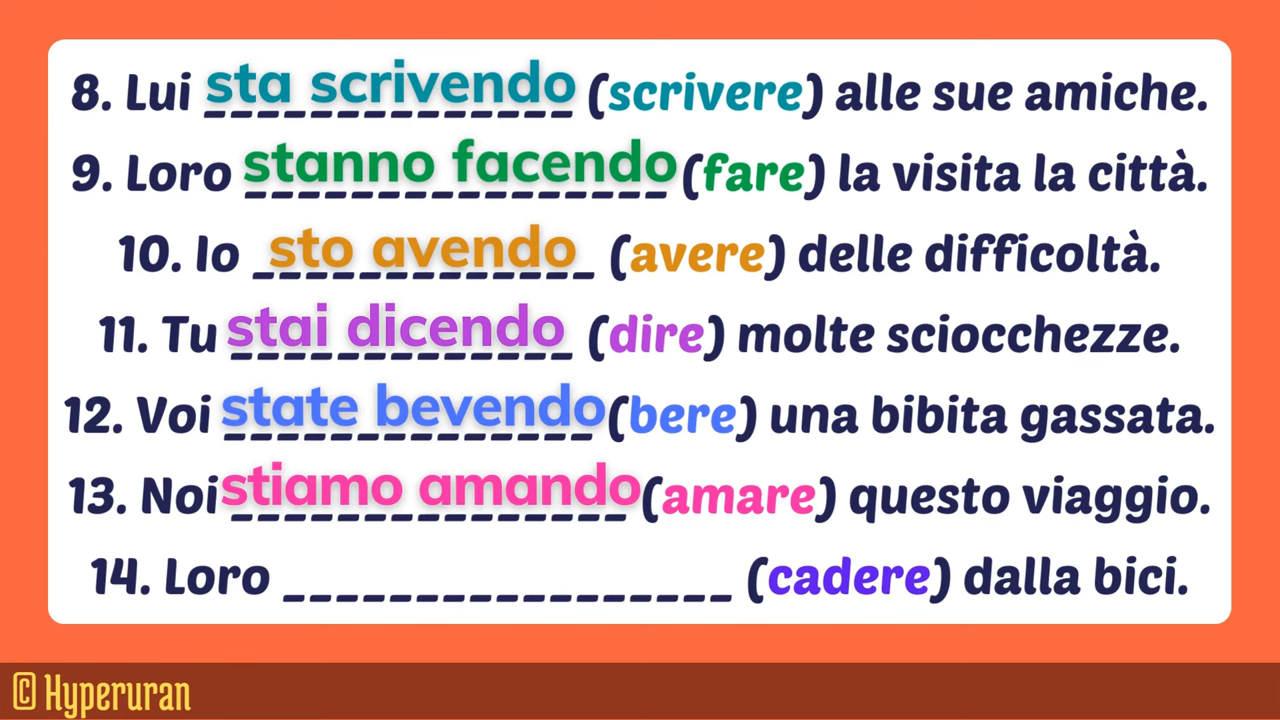 8. Lui sta scrivendo (scrivere) alle sue amiche.
9. Loro stanno facendo (fare) la visita la città.
10. Io sto avendo (avere) delle difficoltà.
11. Tu stai dicendo (dire) molte sciocchezze.
12. Voi state bevendo (bere) una bibita gassata.
13. Noi stiamo amando (amare) questo viaggio.
14. Loro _________________ (cadere) dalla bici.
© Hyperuran